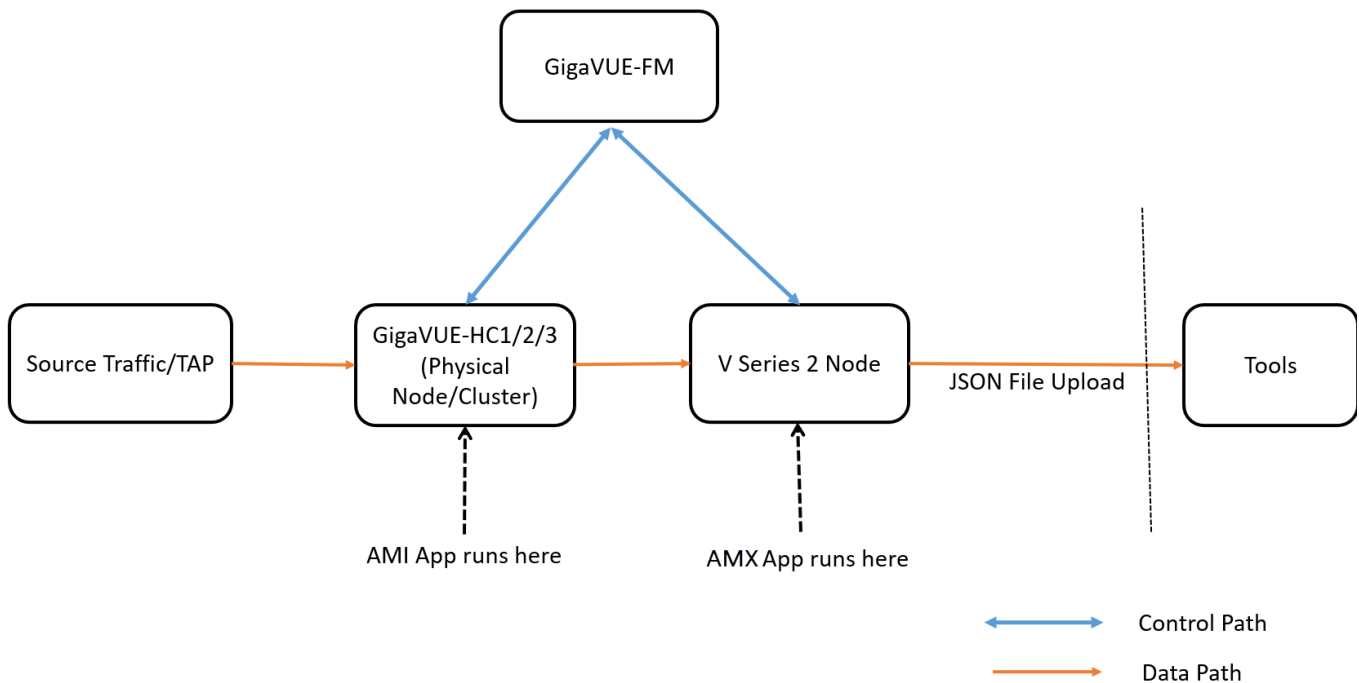 GigaVUE-FM
Source Traffic/TAP
GigaVUE-HC1/2/3
(Physical
Node/Cluster)
V Series 2 Node
JSON File Upload
Tools
AMI App runs here
AMX App runs here
Control Path
Data Path